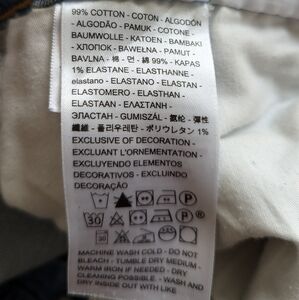 99% COTTON - COTON - ALGODÓN
- ALGODÃO - PAMUK - COTONE -
BAUMWOLLE - KATOEN - BAMBAKI
- ХЛОПОК - BAWEŁNA - PAMUT -
BAVLNA - 棉 - 면 - 綿 99% - KAPAS
1% ELASTANE - ELASTHANNE -
elastano - ELASTANO - ELASTAN -
ELASTOMERO - ELASTHAN -
ELASTAAN - ΕΛΑΣΤΑΝΗ -
ЭЛАСТАН - GUMISZÁL - 氨纶 - 彈性
纖維 - 폴리우레탄 - ポリウレタン 1%
EXCLUSIVE OF DECORATION -
EXCLUANT L'ORNEMENTATION -
EXCLUYENDO ELEMENTOS
DECORATIVOS - EXCLUINDO
DECORAÇÃO
P
30 P
30
MACHINE WASH COLD - DO NOT
BLEACH - TUMBLE DRY MEDIUM -
WARM IRON IF NEEDED - DRY
CLEANING POSSIBLE - WASH AND
DRY INSIDE OUT WITH LIKE